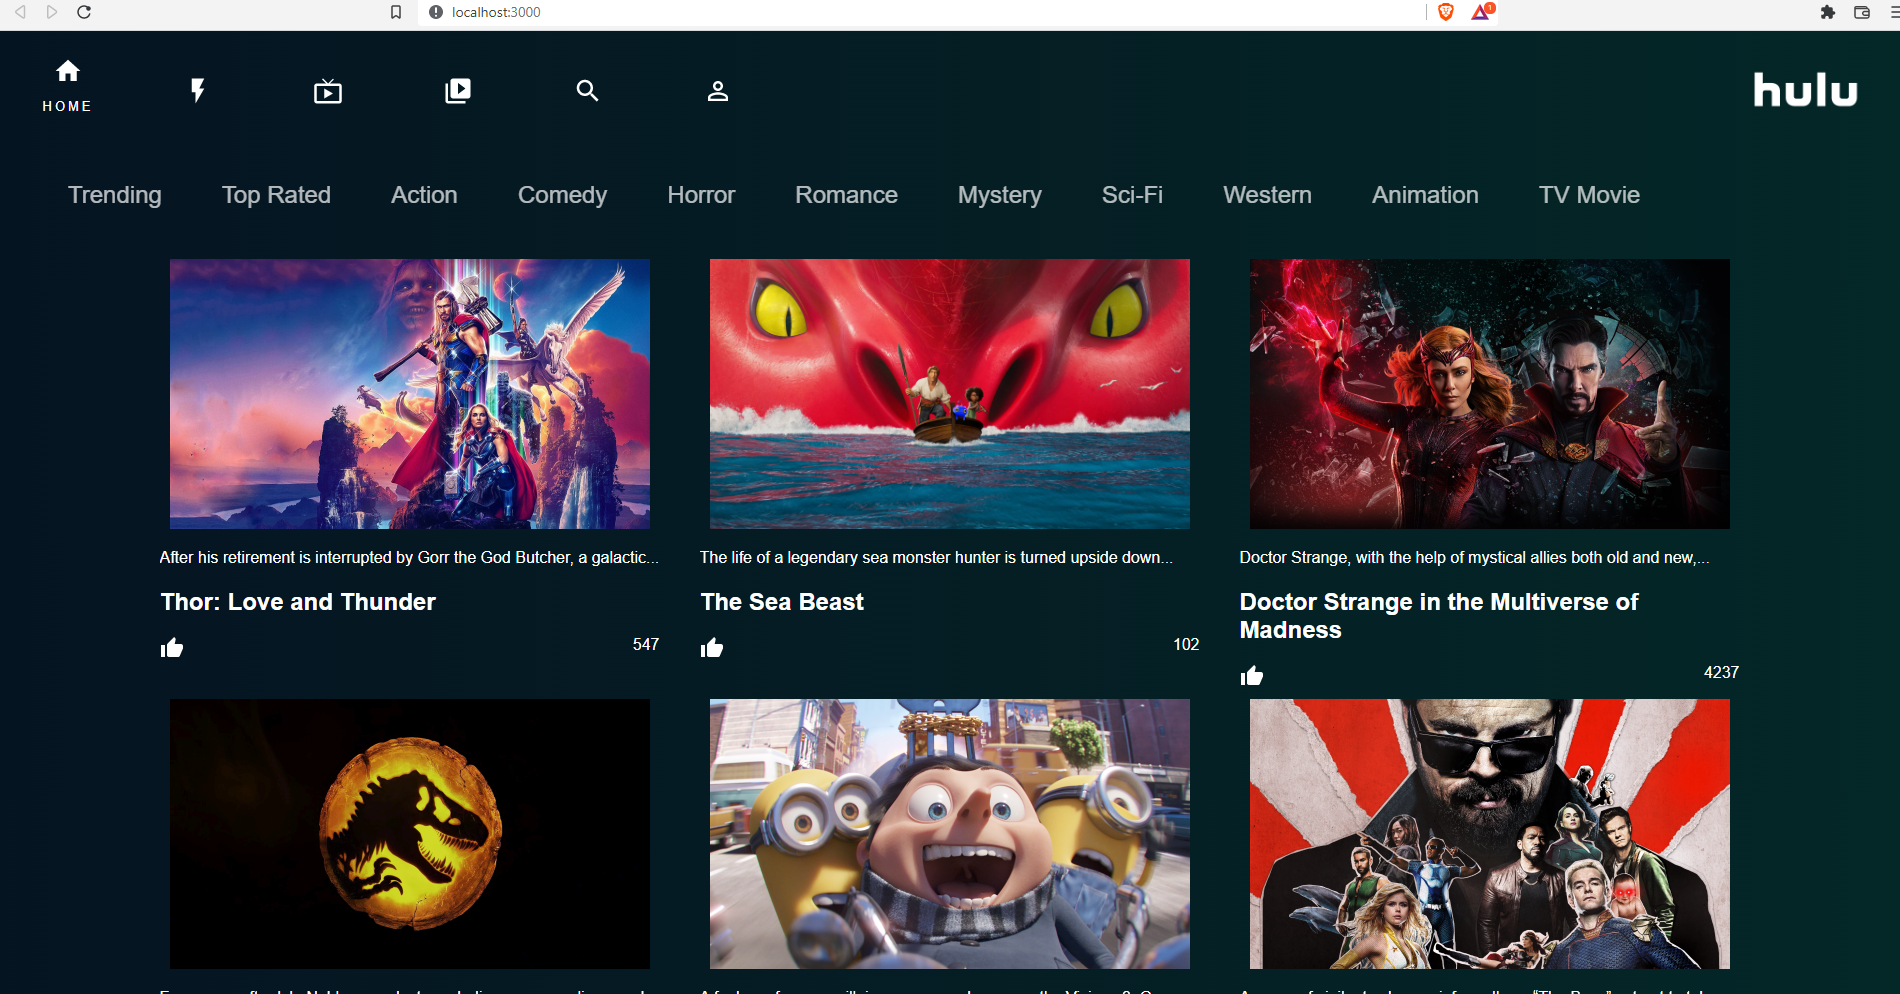 localhost:3000
1
HOME
hulu
Trending Top Rated Action Comedy Horror Romance Mystery Sci-Fi Western Animation TV Movie
After his retirement is interrupted by Gorr the God Butcher, a galactic...
Thor: Love and Thunder
547
The life of a legendary sea monster hunter is turned upside down...
The Sea Beast
102
Doctor Strange, with the help of mystical allies both old and new,...
Doctor Strange in the Multiverse of
Madness
4237